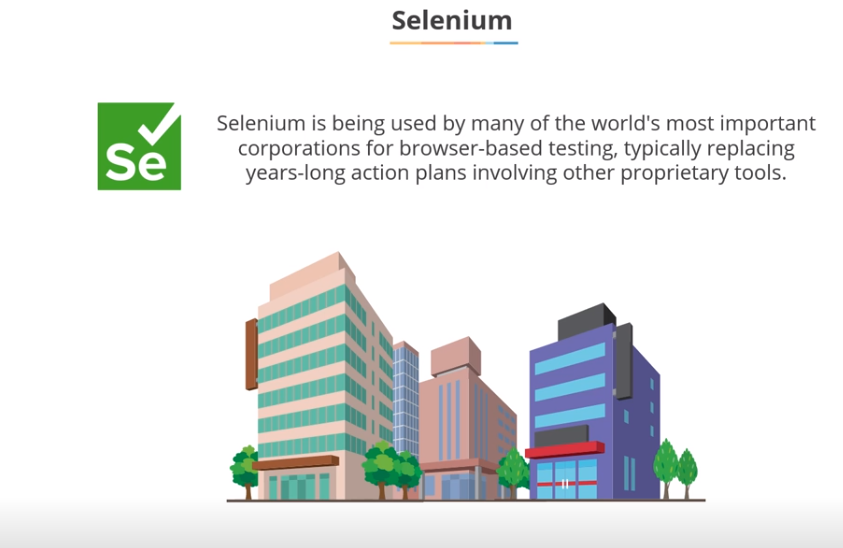 Selenium
Se
Selenium is being used by many of the world's most important
corporations for browser-based testing, typically replacing
years-long action plans involving other proprietary tools.